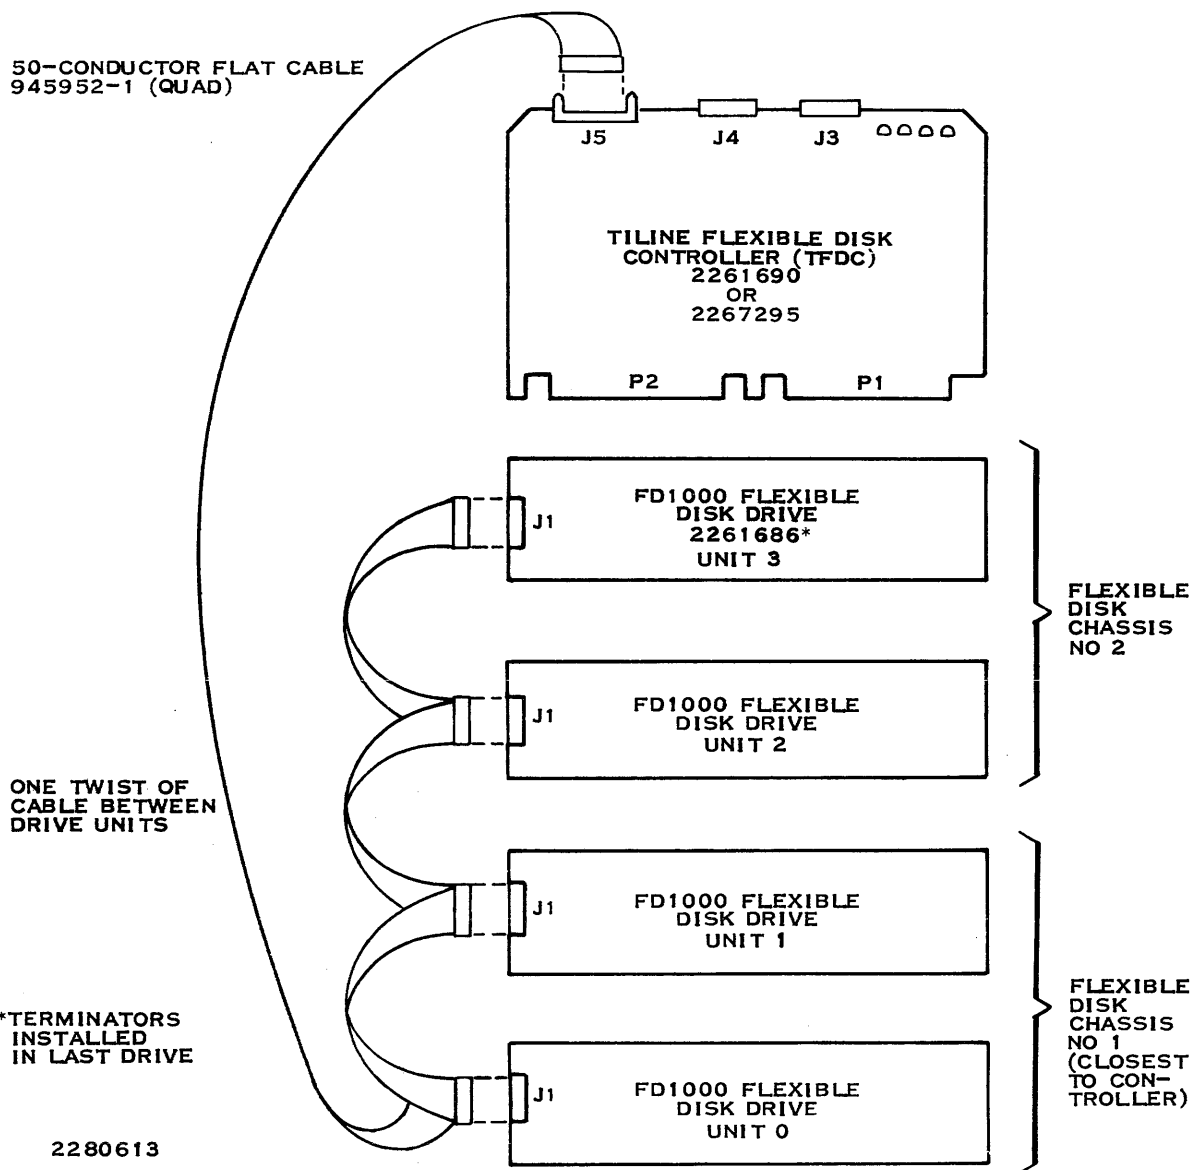 50-CONDUCTOR FLAT CABLE
945952-1 (QUAD)
J5
J4
J3
TILINE FLEXIBLE DISK
CONTROLLER (TFDC)
2261690
OR
2267295
P2
P1
J1
FD1000 FLEXIBLE
DISK DRIVE
2261686*
UNIT 3
FLEXIBLE
DISK
CHASSIS
NO 2
J1
FD1000 FLEXIBLE
DISK DRIVE
UNIT 2
ONE TWIST OF
CABLE BETWEEN
DRIVE UNITS
J1
FD1000 FLEXIBLE
DISK DRIVE
UNIT 1
FLEXIBLE
DISK
CHASSIS
NO 1
(CLOSEST
TO CON-
TROLLER)
*TERMINATORS
INSTALLED
IN LAST DRIVE
J1
FD1000 FLEXIBLE
DISK DRIVE
UNIT 0
2280613